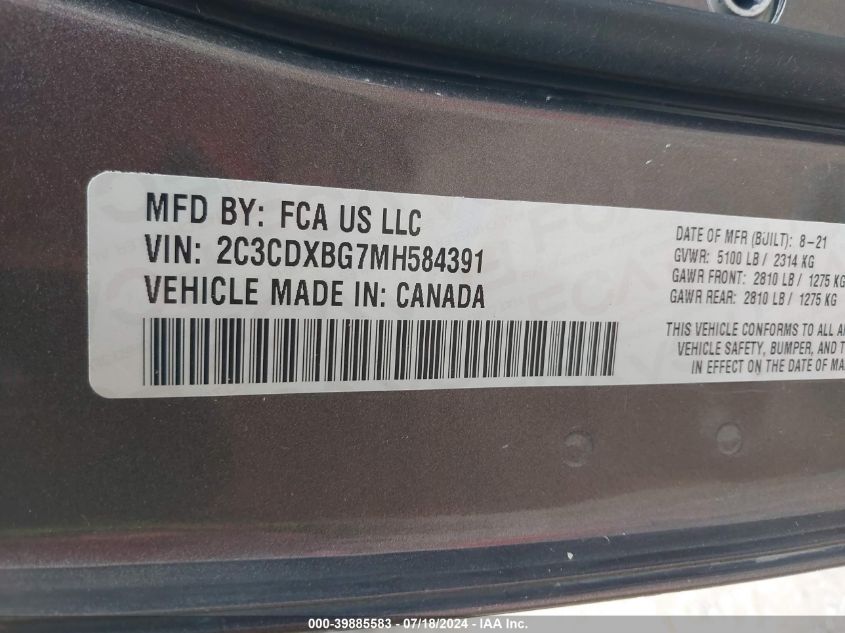 MFD BY: FCA US LLC
VIN: 2C3CDXBG7MH584391
VEHICLE MADE IN: CANADA
DATE OF MFR (BUILT): 8-21
GVWR: 5100 LB / 2314 KG
GAWR FRONT: 2810 LB / 1275 KG
GAWR REAR: 2810 LB / 1275 KG
THIS VEHICLE CONFORMS TO ALL
VEHICLE SAFETY, BUMPER, AND
IN EFFECT ON THE DATE OF
000-39885583 - 07/18/2024 - IAA Inc.